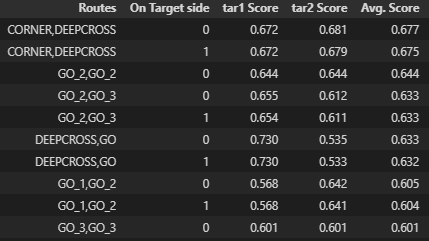 Routes On Target side tar1 Score tar2 Score Avg. Score
CORNER,DEEPCROSS 0 0.672 0.681 0.677
CORNER,DEEPCROSS 1 0.672 0.679 0.675
GO_2,GO_2 0 0.644 0.644 0.644
GO_2,GO_3 0 0.655 0.612 0.633
GO_2,GO_3 1 0.654 0.611 0.633
DEEPCROSS,GO 0 0.730 0.535 0.633
DEEPCROSS,GO 1 0.730 0.533 0.632
GO_1,GO_2 0 0.568 0.642 0.605
GO_1,GO_2 1 0.568 0.641 0.604
GO_3,GO_3 0 0.601 0.601 0.601